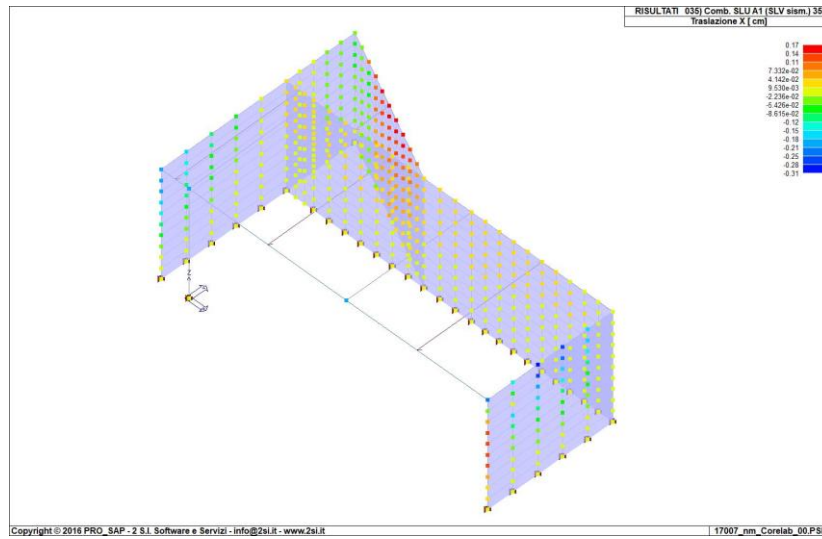 RISULTATI 035) Comb. SLU A1 (SLV sism.) 35
Traslazione X [ cm]
0.17
0.14
0.11
7.332e-02
4.142e-02
9.530e-03
-2.236e-02
-5.426e-02
-8.615e-02
-0.12
-0.15
-0.18
-0.21
-0.25
-0.28
-0.31
Z
Copyright © 2016 PRO_SAP - 2 S.I. Software e Servizi - info@2si.it - www.2si.it
17007_nm_Corelab_00.PS